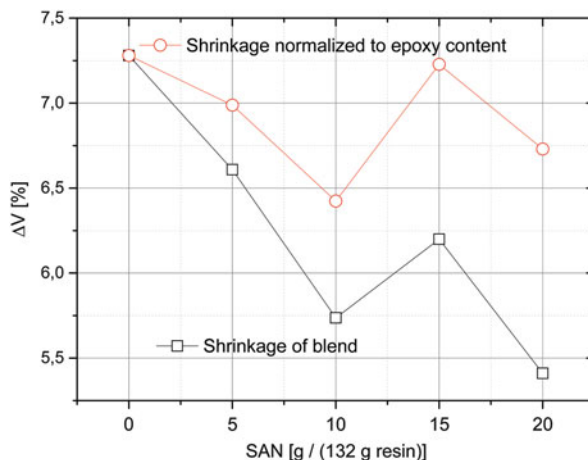 7,5
Shrinkage normalized to epoxy content
7,0
6,5
ΔV [%]
6,0
Shrinkage of blend
5,5
0 5 10 15 20
SAN [g / (132 g resin)]